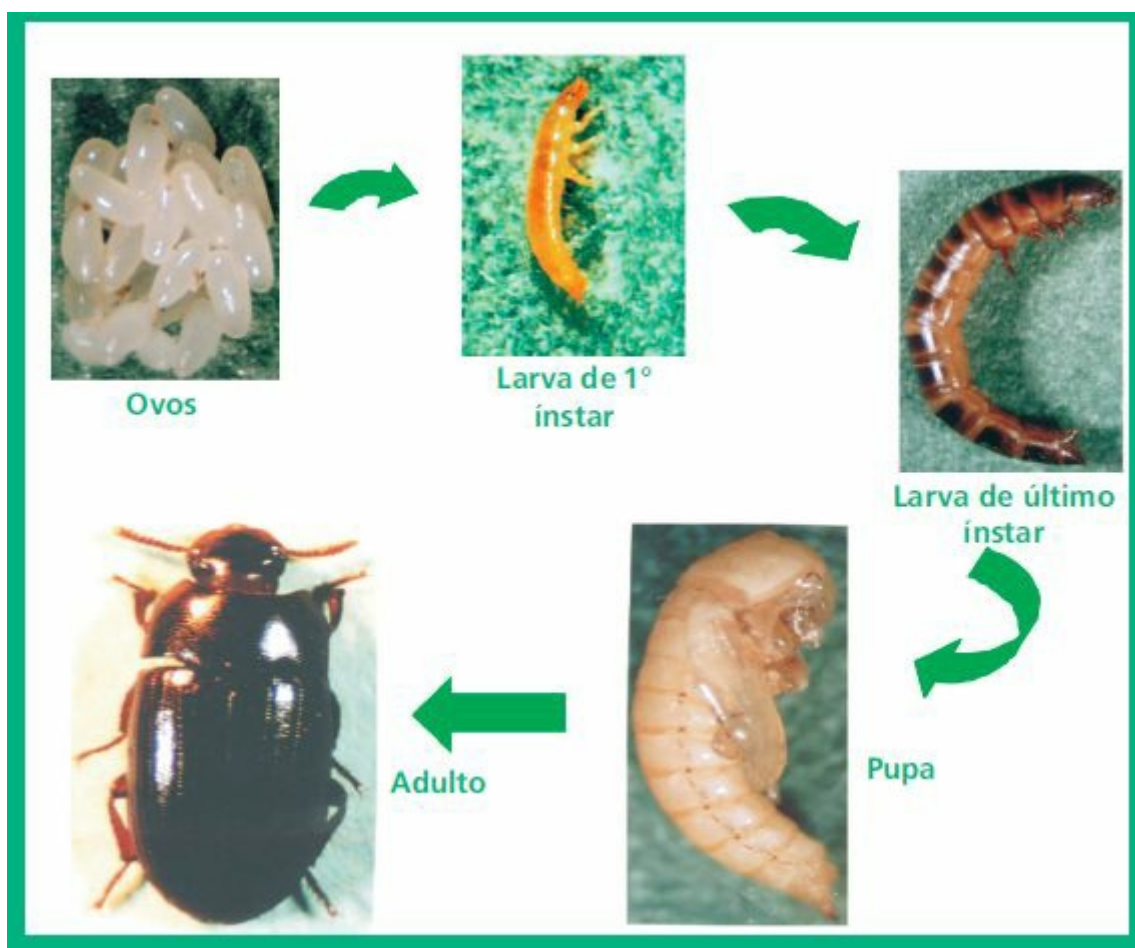 Ovos
Larva de 1°
ínstar
Larva de último
ínstar
Pupa
Adulto